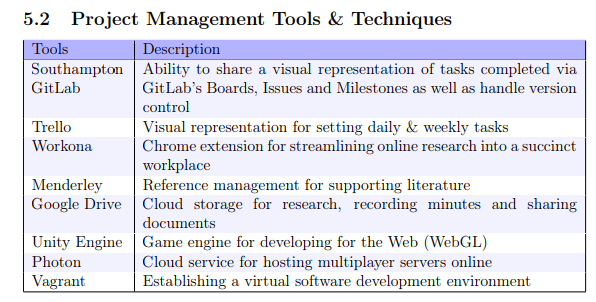 5.2 Project Management Tools & Techniques
Tools Description
Southampton Ability to share a visual representation of tasks completed via
GitLab GitLab's Boards, Issues and Milestones as well as handle version
control
Trello Visual representation for setting daily & weekly tasks
Workona Chrome extension for streamlining online research into a succinct
workplace
Menderley Reference management for supporting literature
Google Drive Cloud storage for research, recording minutes and sharing
documents
Unity Engine Game engine for developing for the Web (WebGL)
Photon Cloud service for hosting multiplayer servers online
Vagrant Establishing a virtual software development environment